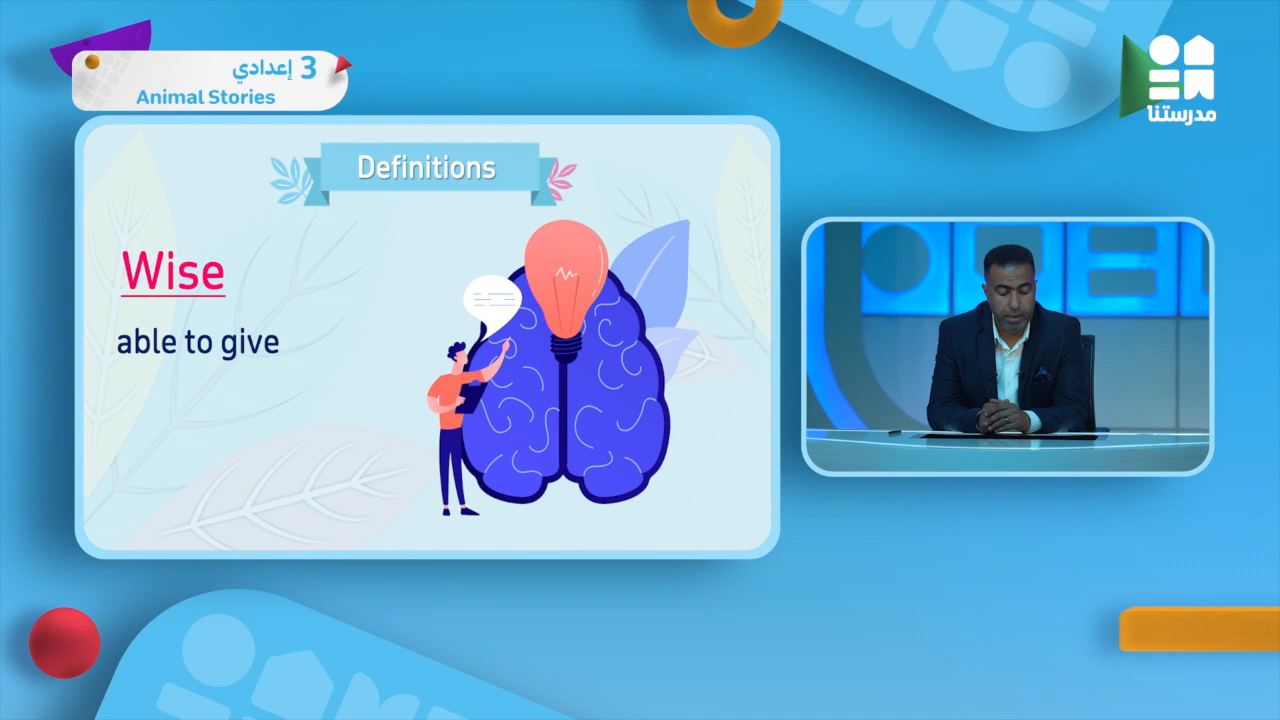 3 إعدادي
Animal Stories
مدرستنا
Definitions
Wise
able to give